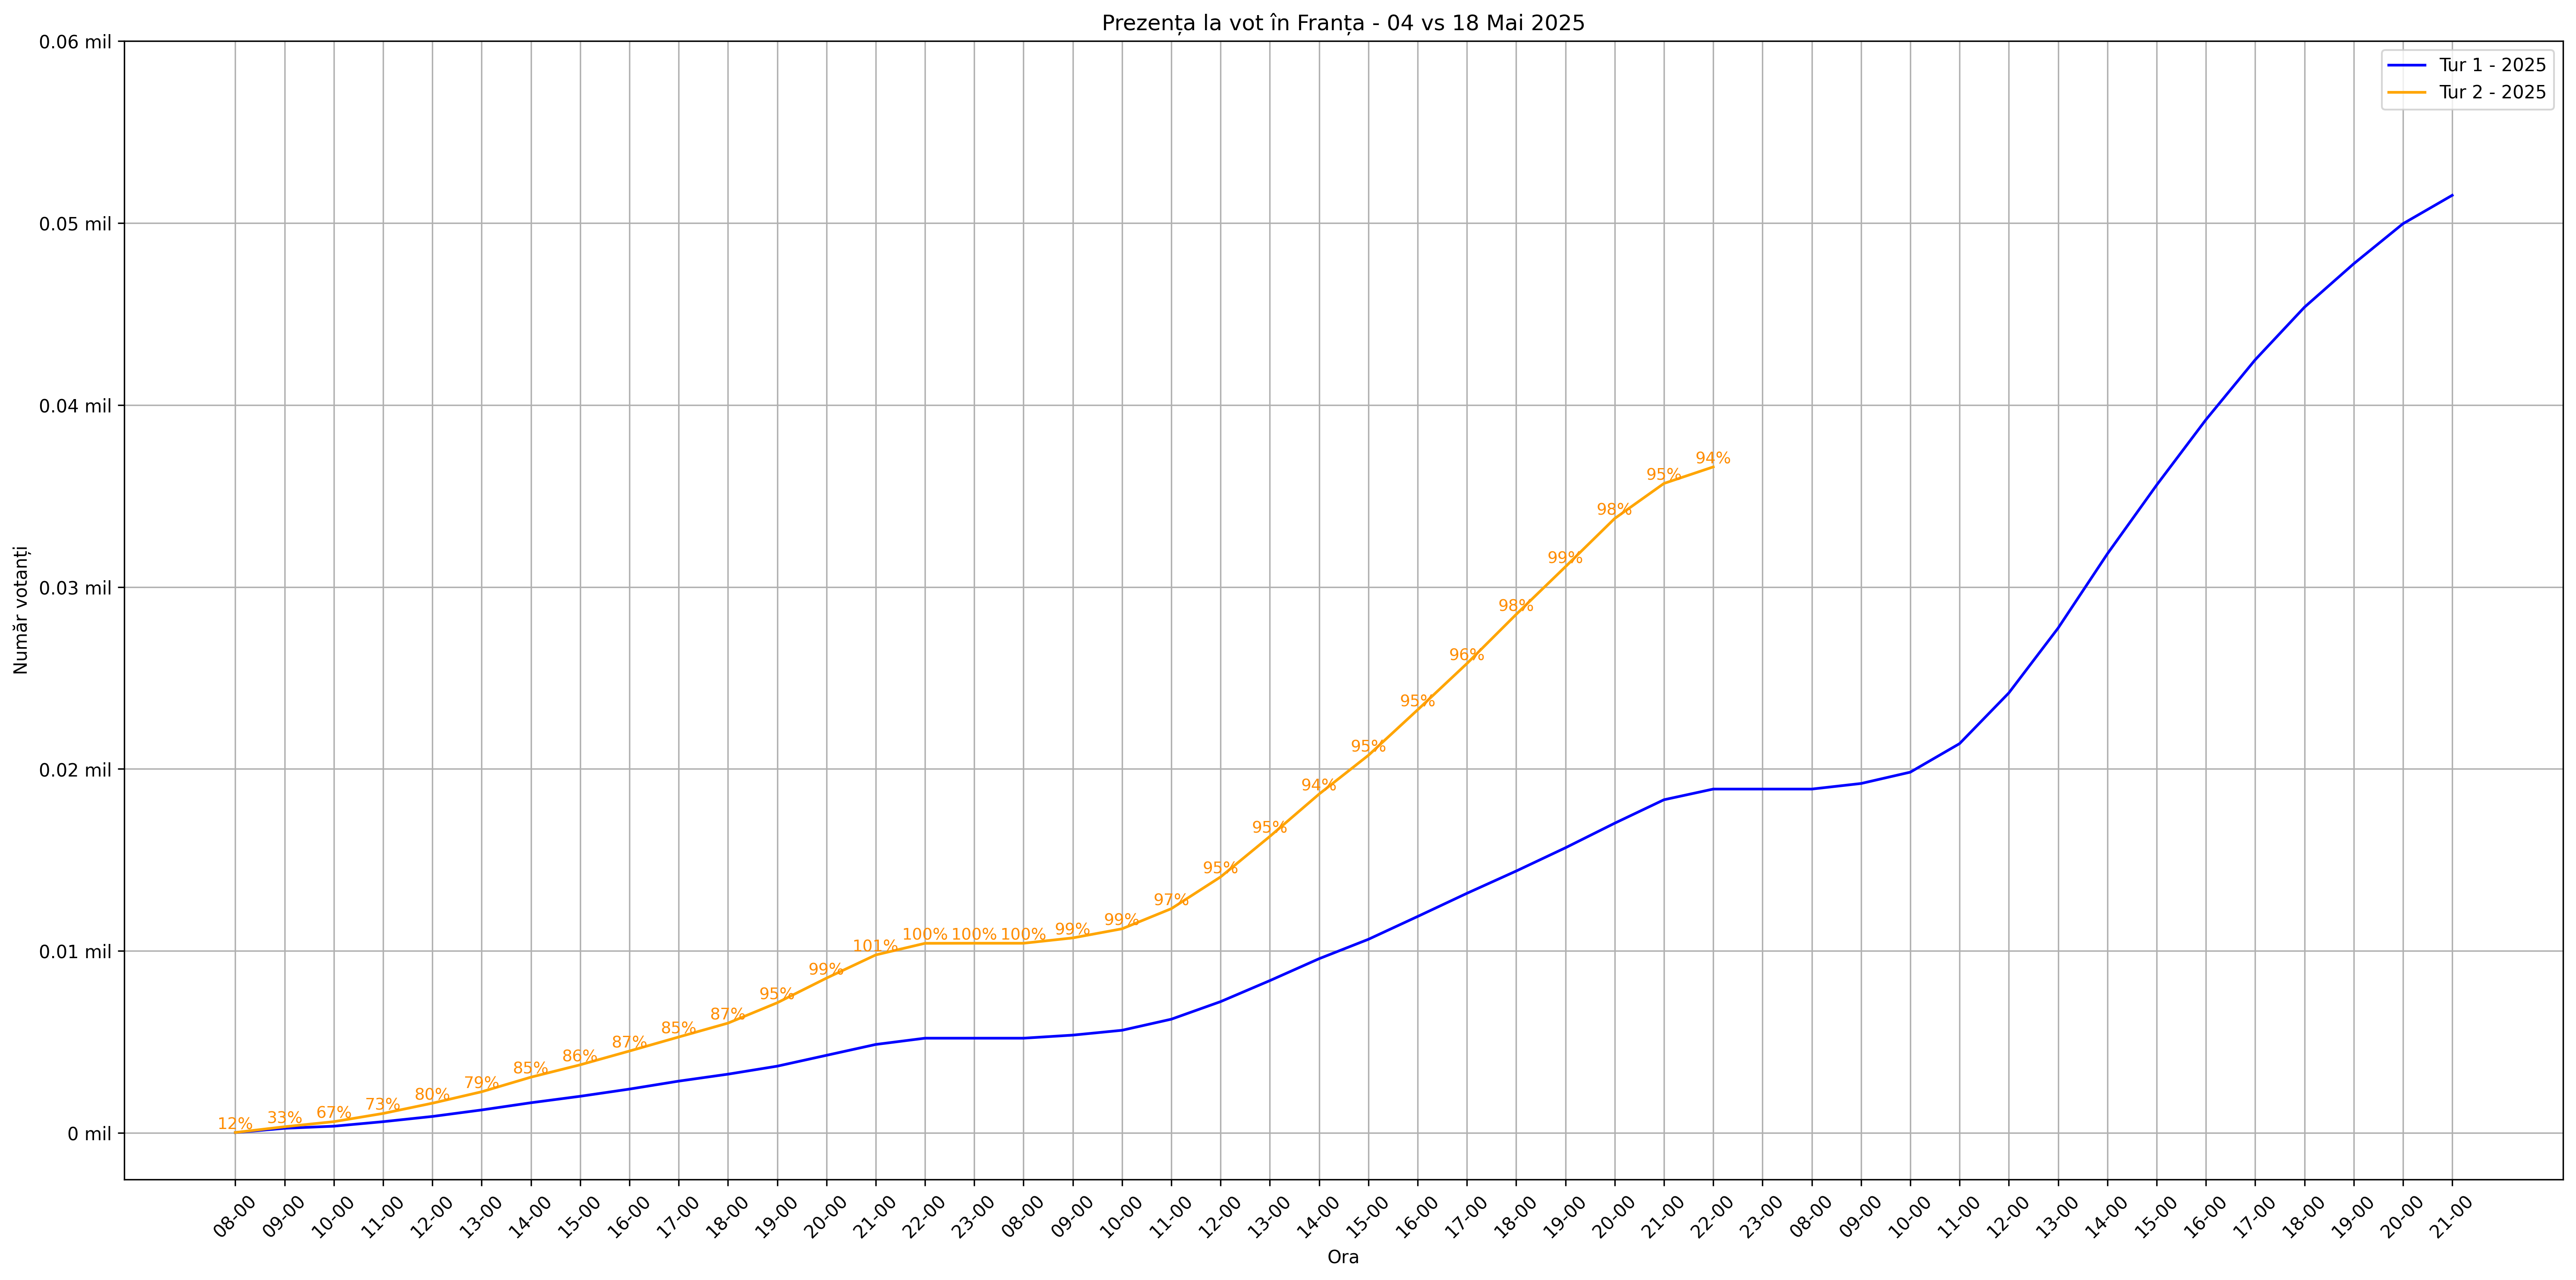 Prezența la vot în Franța - 04 vs 18 Mai 2025
Tur 1 - 2025
Tur 2 - 2025
Număr votanți
0.06 mil
0.05 mil
0.04 mil
0.03 mil
0.02 mil
0.01 mil
0 mil
12% 33% 67% 73% 80% 79% 85% 86% 87% 85% 87% 95% 99% 101% 100% 100% 100% 99% 99% 97% 95% 95% 94% 95% 95% 96% 98% 99% 98% 95% 94%
08-00 09-00 10-00 11-00 12-00 13-00 14-00 15-00 16-00 17-00 18-00 19-00 20-00 21-00 22-00 23-00 08-00 09-00 10-00 11-00 12-00 13-00 14-00 15-00 16-00 17-00 18-00 19-00 20-00 21-00 22-00 23-00 08-00 09-00 10-00 11-00 12-00 13-00 14-00 15-00 16-00 17-00 18-00 19-00 20-00 21-00
Ora